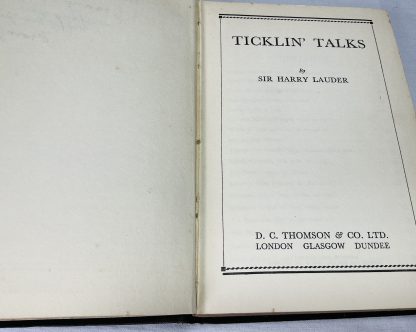 TICKLIN' TALKS
By
SIR HARRY LAUDER
D. C. THOMSON & CO. LTD.
LONDON GLASGOW DUNDEE